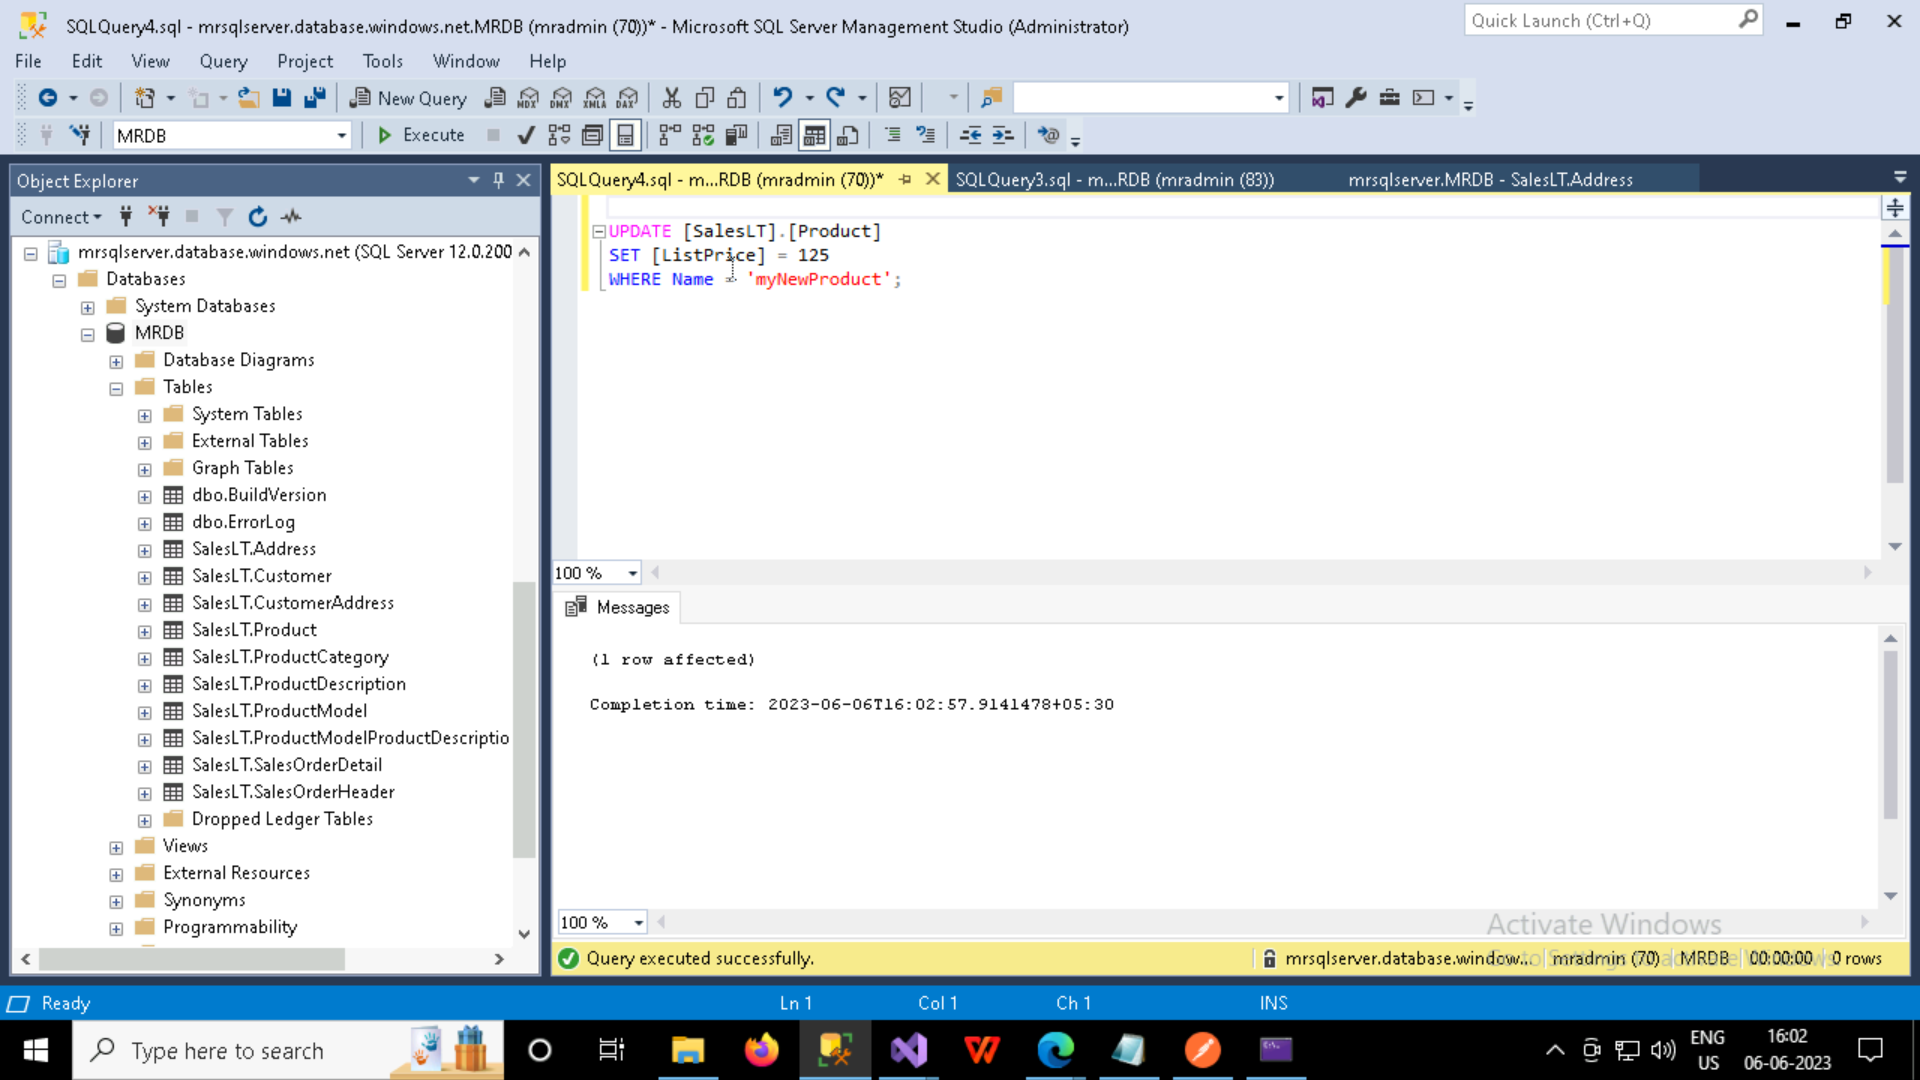 SQLQuery4.sql - mrsqlserver.database.windows.net.MRDB (mradmin (70))* - Microsoft SQL Server Management Studio (Administrator)
Quick Launch (Ctrl+Q)
File Edit View Query Project Tools Window Help
New Query
MDX DMX XMLA DAX
MRDB
Execute
Object Explorer
SQLQuery4.sql - m...RDB (mradmin (70))*
SQLQuery3.sql - m...RDB (mradmin (83))
mrsqlserver.MRDB - SalesLT.Address
Connect
mrsqlserver.database.windows.net (SQL Server 12.0.200
Databases
System Databases
MRDB
Database Diagrams
Tables
System Tables
External Tables
Graph Tables
dbo.BuildVersion
dbo.ErrorLog
SalesLT.Address
SalesLT.Customer
SalesLT.CustomerAddress
SalesLT.Product
SalesLT.ProductCategory
SalesLT.ProductDescription
SalesLT.ProductModel
SalesLT.ProductModelProductDescriptio
SalesLT.SalesOrderDetail
SalesLT.SalesOrderHeader
Dropped Ledger Tables
Views
External Resources
Synonyms
Programmability
UPDATE [SalesLT].[Product]
SET [ListPrice] = 125
WHERE Name = 'myNewProduct';
100 %
Messages
(1 row affected)
Completion time: 2023-06-06T16:02:57.9141478+05:30
100 %
Activate Windows
Query executed successfully.
mrsqlserver.database.window... mradmin (70) MRDB 00:00:00 0 rows
Ready
Ln 1
Col 1
Ch 1
INS
Type here to search
ENG
US
16:02
06-06-2023